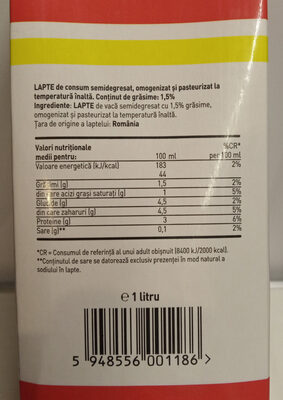 LAPTE de consum semidegresat, omogenizat și pasteurizat la
temperatură înaltă. Conținut de grăsime: 1,5%
Ingrediente: LAPTE de vacă semidegresat cu 1,5% grăsime,
omogenizat și pasteurizat la temperatură înaltă.
Țara de origine a laptelui: România
Valori nutriționale %CR*
medii pentru: 100 ml per 100 ml
Valoare energetică (kJ/kcal) 183 2%
44
Grăsimi (g) 1,5 2%
din care acizi grași saturați (g) 1 5%
Glucide (g) 4,5 2%
din care zaharuri (g) 4,5 5%
Proteine (g) 3 6%
Sare (g)** 0,1 2%
*CR = Consumul de referință al unui adult obișnuit (8400 kJ/2000 kcal).
**Conținutul de sare se datorează exclusiv prezenței în mod natural a
sodiului în lapte.
℮ 1 litru
5 948556 001186 >